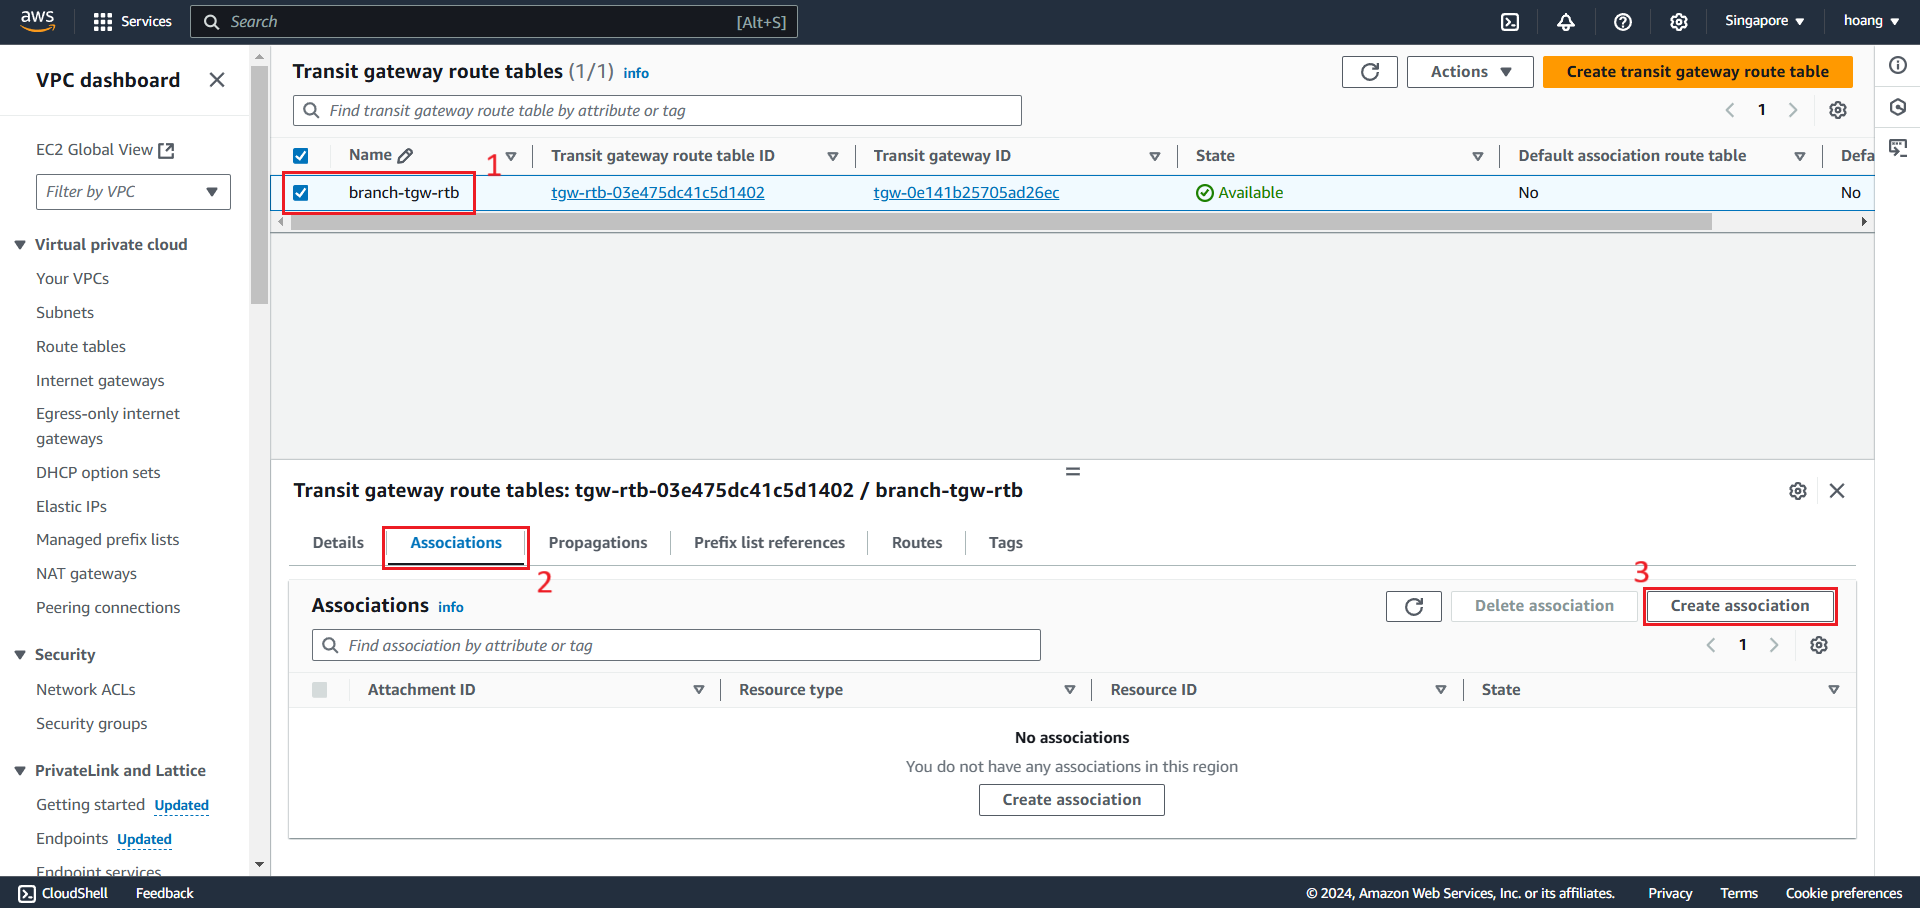 aws
Services
Search
[Alt+S]
Singapore
hoang
VPC dashboard
EC2 Global View
Filter by VPC
Virtual private cloud
Your VPCs
Subnets
Route tables
Internet gateways
Egress-only internet
gateways
DHCP option sets
Elastic IPs
Managed prefix lists
NAT gateways
Peering connections
Security
Network ACLs
Security groups
PrivateLink and Lattice
Getting started Updated
Endpoints Updated
Endpoint services
Transit gateway route tables (1/1) info
Actions
Create transit gateway route table
Find transit gateway route table by attribute or tag
1
Name
1
Transit gateway route table ID
Transit gateway ID
State
Default association route table
Defa
branch-tgw-rtb
tgw-rtb-03e475dc41c5d1402
tgw-0e141b25705ad26ec
Available
No
No
Transit gateway route tables: tgw-rtb-03e475dc41c5d1402 / branch-tgw-rtb
Details
Associations
Propagations
Prefix list references
Routes
Tags
2
3
Associations info
Delete association
Create association
Find association by attribute or tag
1
Attachment ID
Resource type
Resource ID
State
No associations
You do not have any associations in this region
Create association
CloudShell
Feedback
© 2024, Amazon Web Services, Inc. or its affiliates.
Privacy
Terms
Cookie preferences